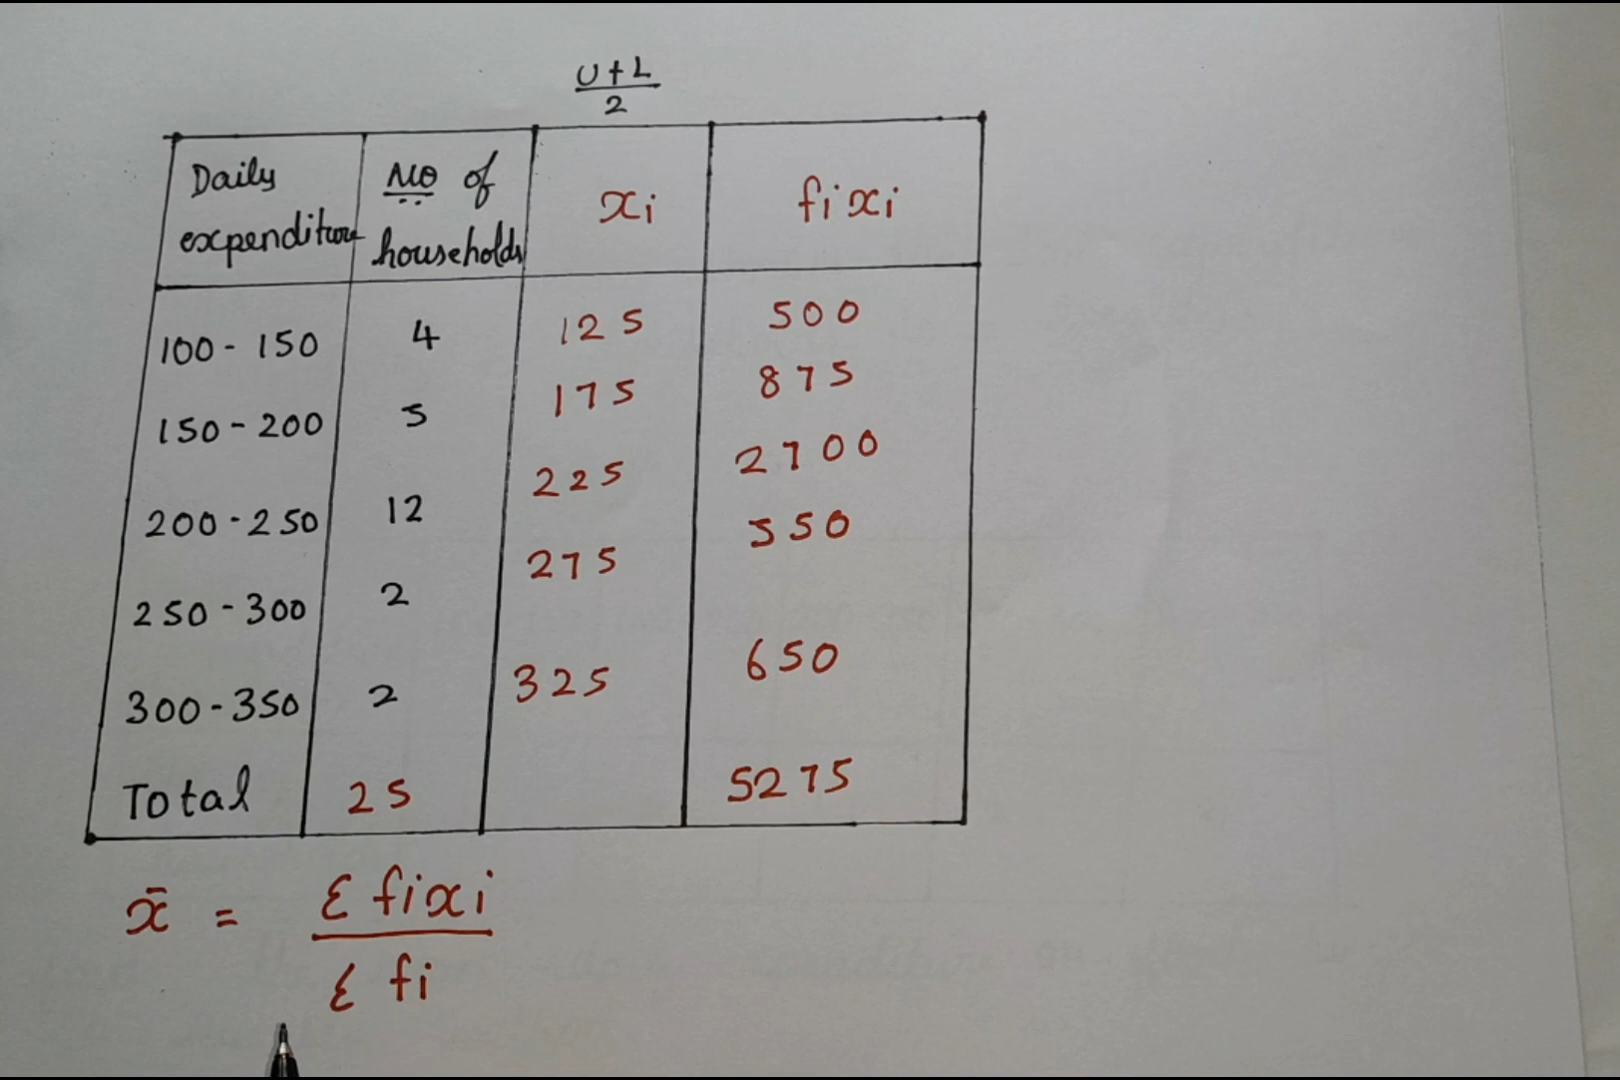 U+L
2
Daily expenditure No of households xi fixi
100 - 150 4 125 500
150 - 200 5 175 875
200 - 250 12 225 2700
250 - 300 2 275 550
300 - 350 2 325 650
Total 25 5275
x̄ = Σ fixi
Σ fi